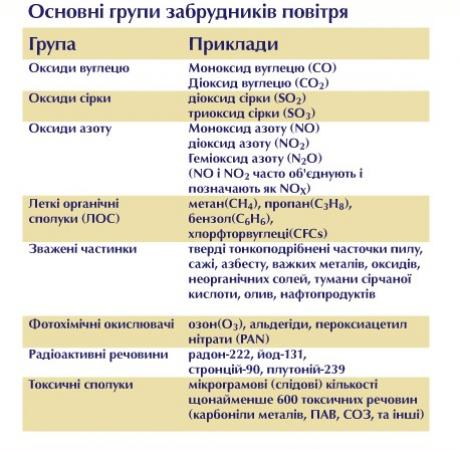 Основні групи забрудників повітря
Група Приклади
Оксиди вуглецю Моноксид вуглецю (CO)
Діоксид вуглецю (CO₂)
Оксиди сірки діоксид сірки (SO₂)
триоксид сірки (SO₃)
Оксиди азоту Моноксид азоту (NO)
діоксид азоту (NO₂)
Геміоксид азоту (N₂O)
(NO і NO₂ часто об'єднують і
позначають як NOₓ)
Леткі органічні метан(CH₄), пропан(C₃H₈),
сполуки (ЛОС) бензол(C₆H₆),
хлорфторвуглеці(CFCs)
Зважені частинки тверді тонкоподрібнені часточки пилу,
сажі, азбесту, важких металів, оксидів,
неорганічних солей, тумани сірчаної
кислоти, олив, нафтопродуктів
Фотохімічні окислювачі озон(O₃), альдегіди, пероксиацетил
нітрати (PAN)
Радіоактивні речовини радон-222, йод-131,
стронцій-90, плутоній-239
Токсичні сполуки мікрограмові (слідові) кількості
щонайменше 600 токсичних речовин
(карбоніли металів, ПАВ, СОЗ, та інші)